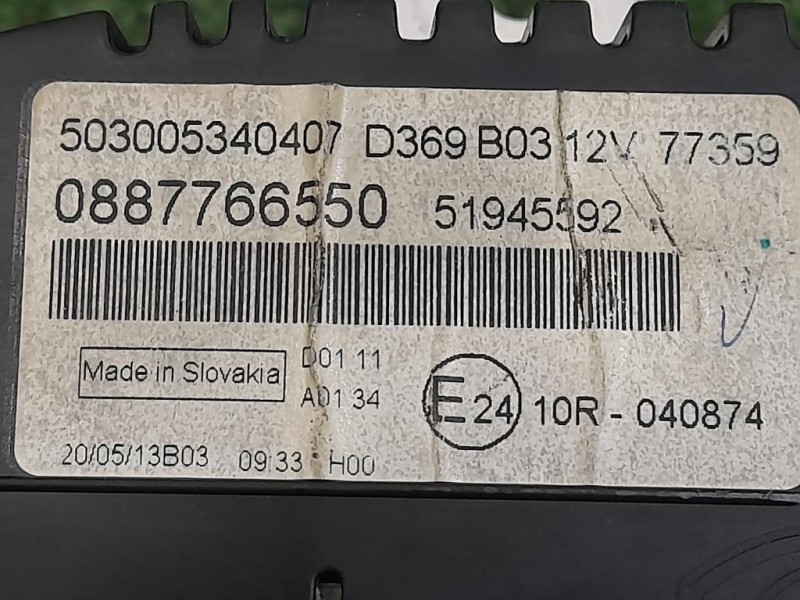 503005340407 D369 B03 12V 77359
0887766550 51945592
Made in Slovakia
D01 11
A01 34
E 24 10R - 040874
20/05/13B03 09:33 H00